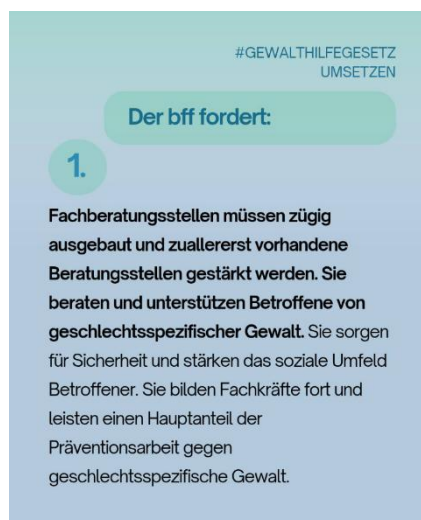 #GEWALTHILFEGESETZ
UMSETZEN
Der bff fordert:
1.
Fachberatungsstellen müssen zügig
ausgebaut und zuallererst vorhandene
Beratungsstellen gestärkt werden. Sie
beraten und unterstützen Betroffene von
geschlechtsspezifischer Gewalt. Sie sorgen
für Sicherheit und stärken das soziale Umfeld
Betroffener. Sie bilden Fachkräfte fort und
leisten einen Hauptanteil der
Präventionsarbeit gegen
geschlechtsspezifische Gewalt.